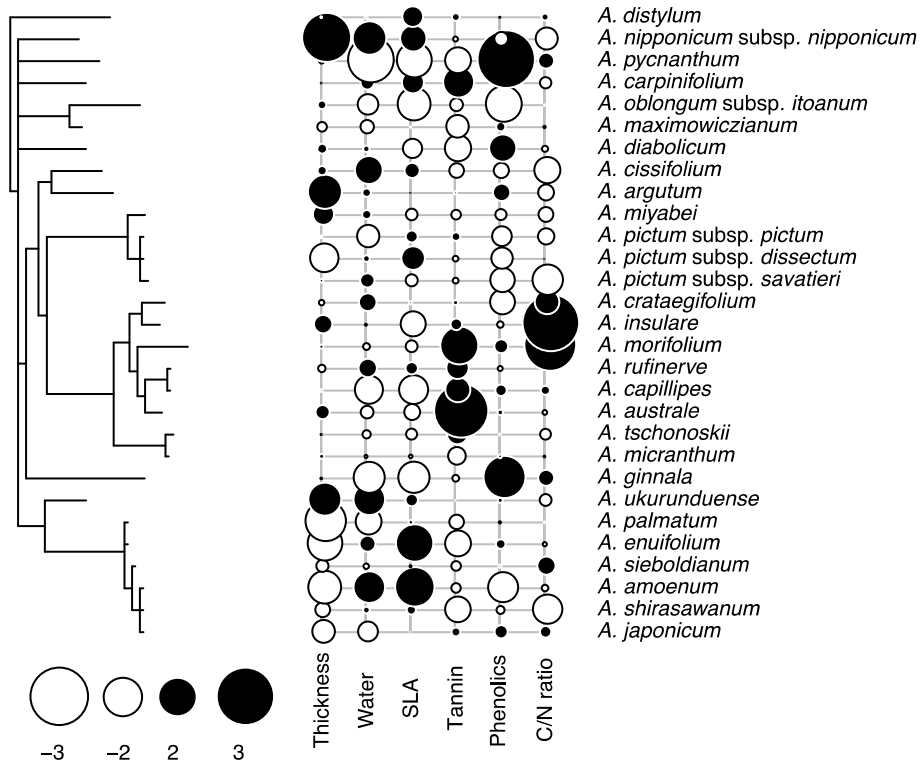 A. distylum
A. nipponicum subsp. nipponicum
A. pycnanthum
A. carpinifolium
A. oblongum subsp. itoanum
A. maximowiczianum
A. diabolicum
A. cissifolium
A. argutum
A. miyabei
A. pictum subsp. pictum
A. pictum subsp. dissectum
A. pictum subsp. savatieri
A. crataegifolium
A. insulare
A. morifolium
A. rufinerve
A. capillipes
A. australe
A. tschonoskii
A. micranthum
A. ginnala
A. ukurunduense
A. palmatum
A. enuifolium
A. sieboldianum
A. amoenum
A. shirasawanum
A. japonicum
Thickness
Water
SLA
Tannin
Phenolics
C/N ratio
−3 −2 2 3